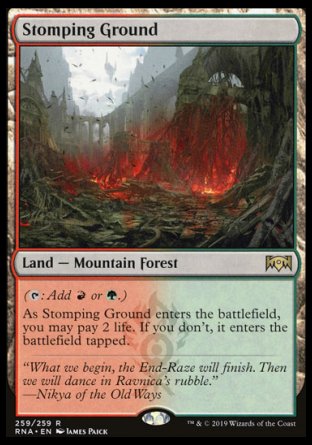 Stomping Ground
Land — Mountain Forest
(: Add or .)
As Stomping Ground enters the battlefield,
you may pay 2 life. If you don't, it enters
the battlefield tapped.
"What we begin, the End-Raze will finish. Then
we will dance in Ravnica's rubble."
—Nikya of the Old Ways
259/259 R
RNA • EN JAMES PAICK
™ & © 2019 Wizards of the Coast